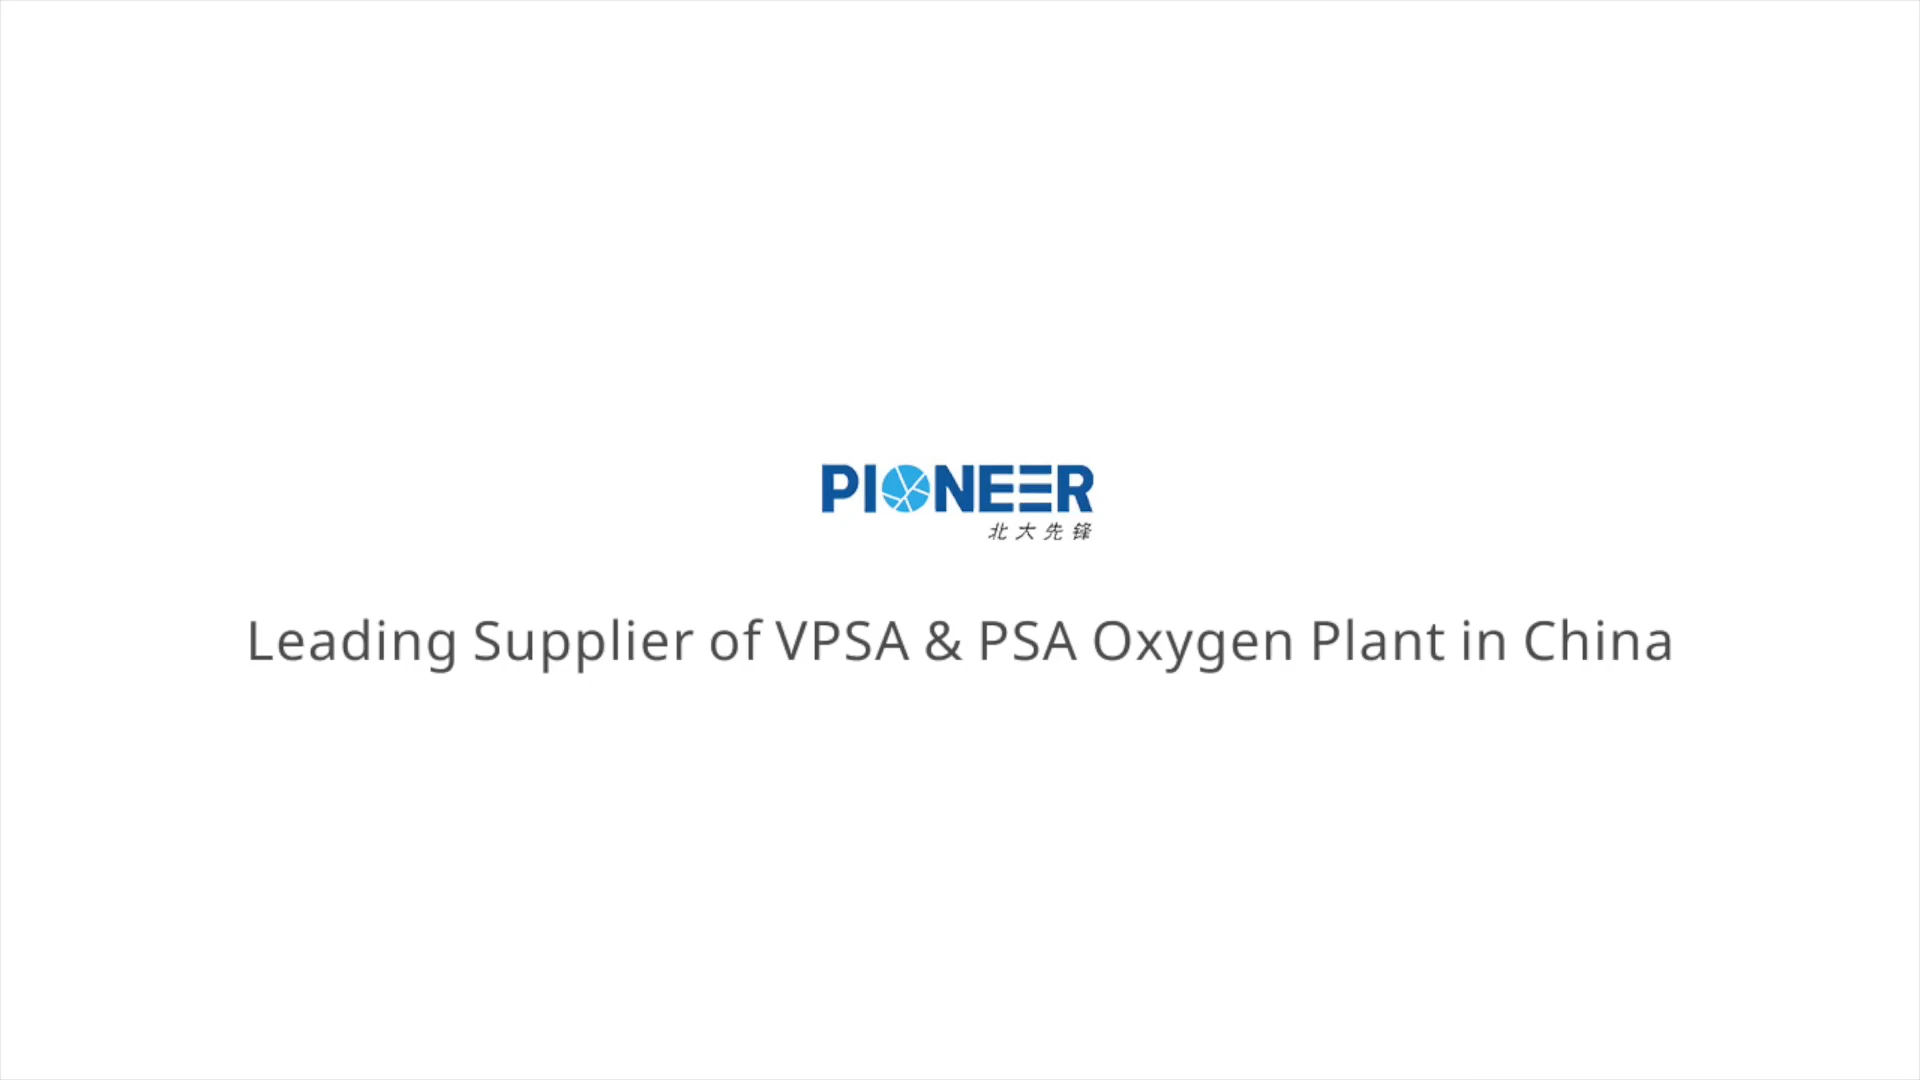 PIONEER
北大先锋
Leading Supplier of VPSA & PSA Oxygen Plant in China